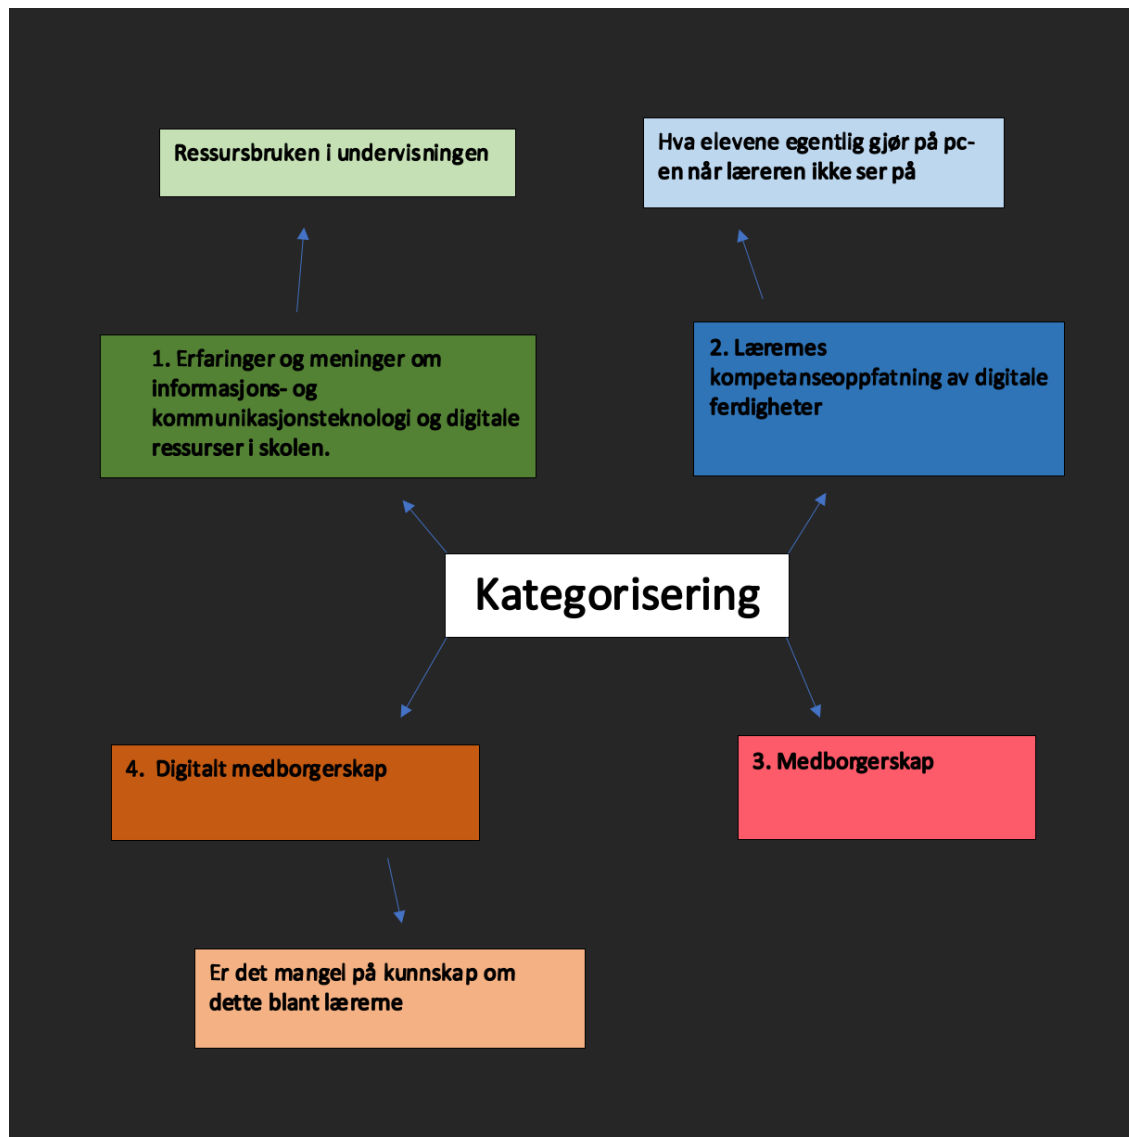 Ressursbruken i undervisningen
Hva elevene egentlig gjør på pc-
en når læreren ikke ser på
1. Erfaringer og meninger om
informasjons- og
kommunikasjonsteknologi og digitale
ressurser i skolen.
2. Lærernes
kompetanseoppfatning av digitale
ferdigheter
Kategorisering
4.  Digitalt medborgerskap
3. Medborgerskap
Er det mangel på kunnskap om
dette blant lærerne